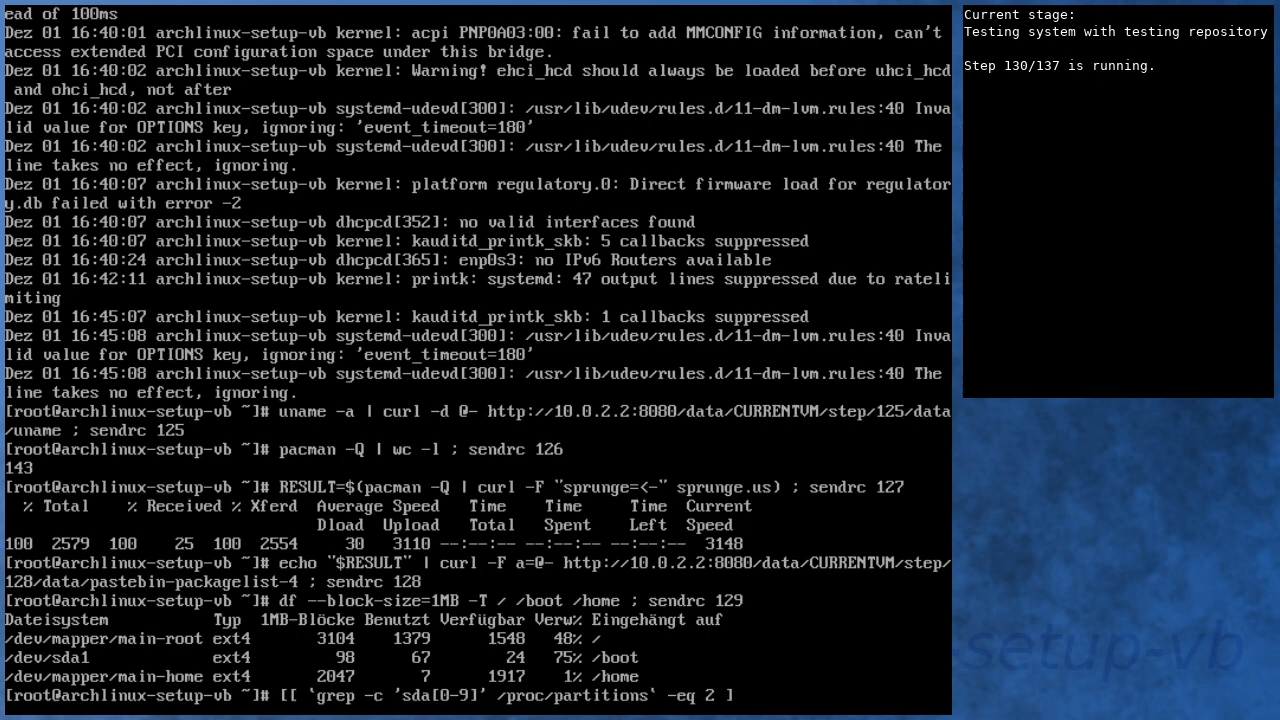 ead of 100ms
Dez 01 16:40:01 archlinux-setup-vb kernel: acpi PNP0A03:00: fail to add MMCONFIG information, can't
access extended PCI configuration space under this bridge.
Dez 01 16:40:02 archlinux-setup-vb kernel: Warning! ehci_hcd should always be loaded before uhci_hcd
 and ohci_hcd, not after
Dez 01 16:40:02 archlinux-setup-vb systemd-udevd[300]: /usr/lib/udev/rules.d/11-dm-lvm.rules:40 Inva
lid value for OPTIONS key, ignoring: 'event_timeout=180'
Dez 01 16:40:02 archlinux-setup-vb systemd-udevd[300]: /usr/lib/udev/rules.d/11-dm-lvm.rules:40 The
line takes no effect, ignoring.
Dez 01 16:40:07 archlinux-setup-vb kernel: platform regulatory.0: Direct firmware load for regulator
y.db failed with error -2
Dez 01 16:40:07 archlinux-setup-vb dhcpcd[352]: no valid interfaces found
Dez 01 16:40:07 archlinux-setup-vb kernel: kauditd_printk_skb: 5 callbacks suppressed
Dez 01 16:40:24 archlinux-setup-vb dhcpcd[365]: enp0s3: no IPv6 Routers available
Dez 01 16:42:11 archlinux-setup-vb kernel: printk: systemd: 47 output lines suppressed due to rateli
miting
Dez 01 16:45:07 archlinux-setup-vb kernel: kauditd_printk_skb: 1 callbacks suppressed
Dez 01 16:45:08 archlinux-setup-vb systemd-udevd[300]: /usr/lib/udev/rules.d/11-dm-lvm.rules:40 Inva
lid value for OPTIONS key, ignoring: 'event_timeout=180'
Dez 01 16:45:08 archlinux-setup-vb systemd-udevd[300]: /usr/lib/udev/rules.d/11-dm-lvm.rules:40 The
line takes no effect, ignoring.
[root@archlinux-setup-vb ~]# uname -a | curl -d @- http://10.0.2.2:8080/data/CURRENTVM/step/125/data
/uname ; sendrc 125
[root@archlinux-setup-vb ~]# pacman -Q | wc -l ; sendrc 126
143
[root@archlinux-setup-vb ~]# RESULT=$(pacman -Q | curl -F "sprunge=<-" sprunge.us) ; sendrc 127
  % Total    % Received % Xferd  Average Speed   Time    Time     Time  Current
                                 Dload  Upload   Total   Spent    Left  Speed
100  2579  100    25  100  2554     30   3110 --:--:-- --:--:-- --:--:--  3148
[root@archlinux-setup-vb ~]# echo "$RESULT" | curl -F a=@- http://10.0.2.2:8080/data/CURRENTVM/step/
128/data/pastebin-packagelist-4 ; sendrc 128
[root@archlinux-setup-vb ~]# df --block-size=1MB -T / /boot /home ; sendrc 129
Dateisystem           Typ  1MB-Blöcke Benutzt Verfügbar Verw% Eingehängt auf
/dev/mapper/main-root ext4       3104    1379      1548   48% /
/dev/sda1             ext4         98      67        24   75% /boot
/dev/mapper/main-home ext4       2047       7      1917    1% /home
[root@archlinux-setup-vb ~]# [[ `grep -c 'sda[0-9]' /proc/partitions` -eq 2 ]
Current stage:
Testing system with testing repository
Step 130/137 is running.
-setup-vb